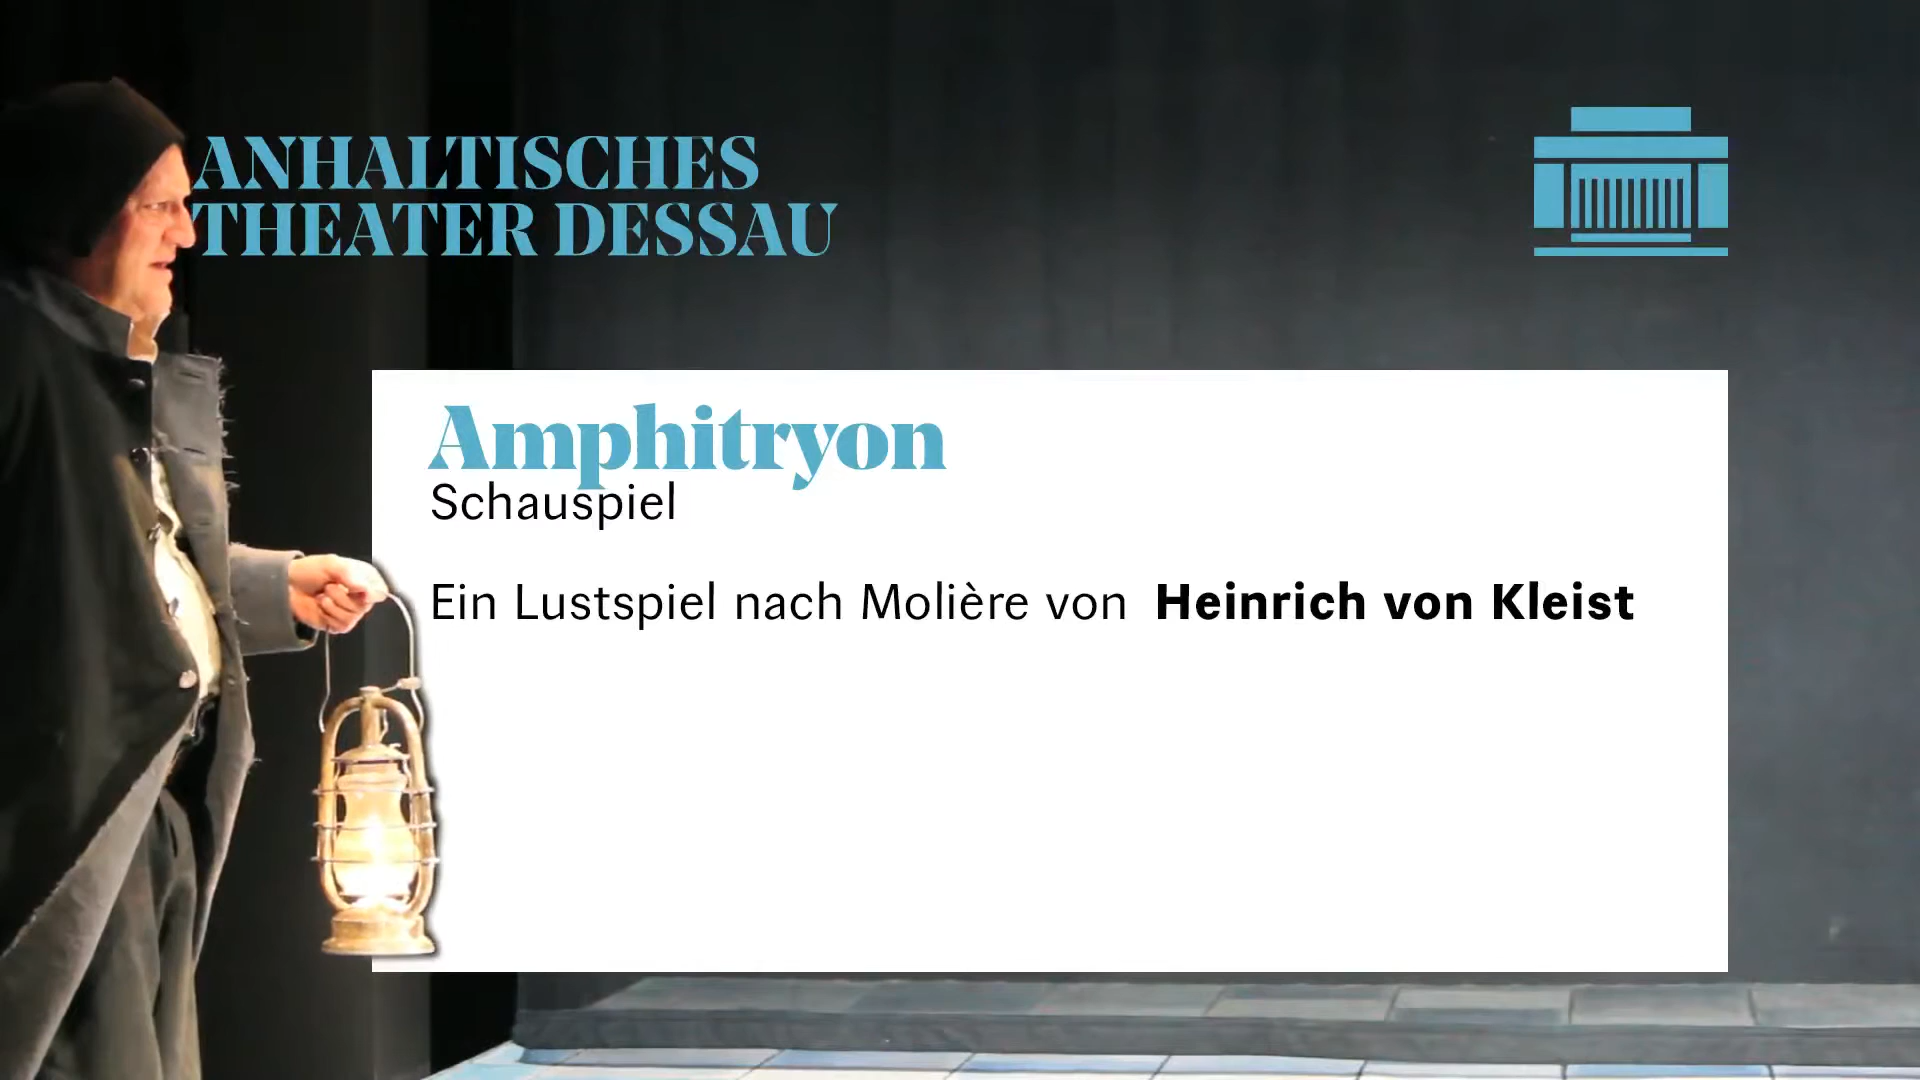 ANHALTISCHES
THEATER DESSAU
Amphitryon
Schauspiel
Ein Lustspiel nach Molière von Heinrich von Kleist